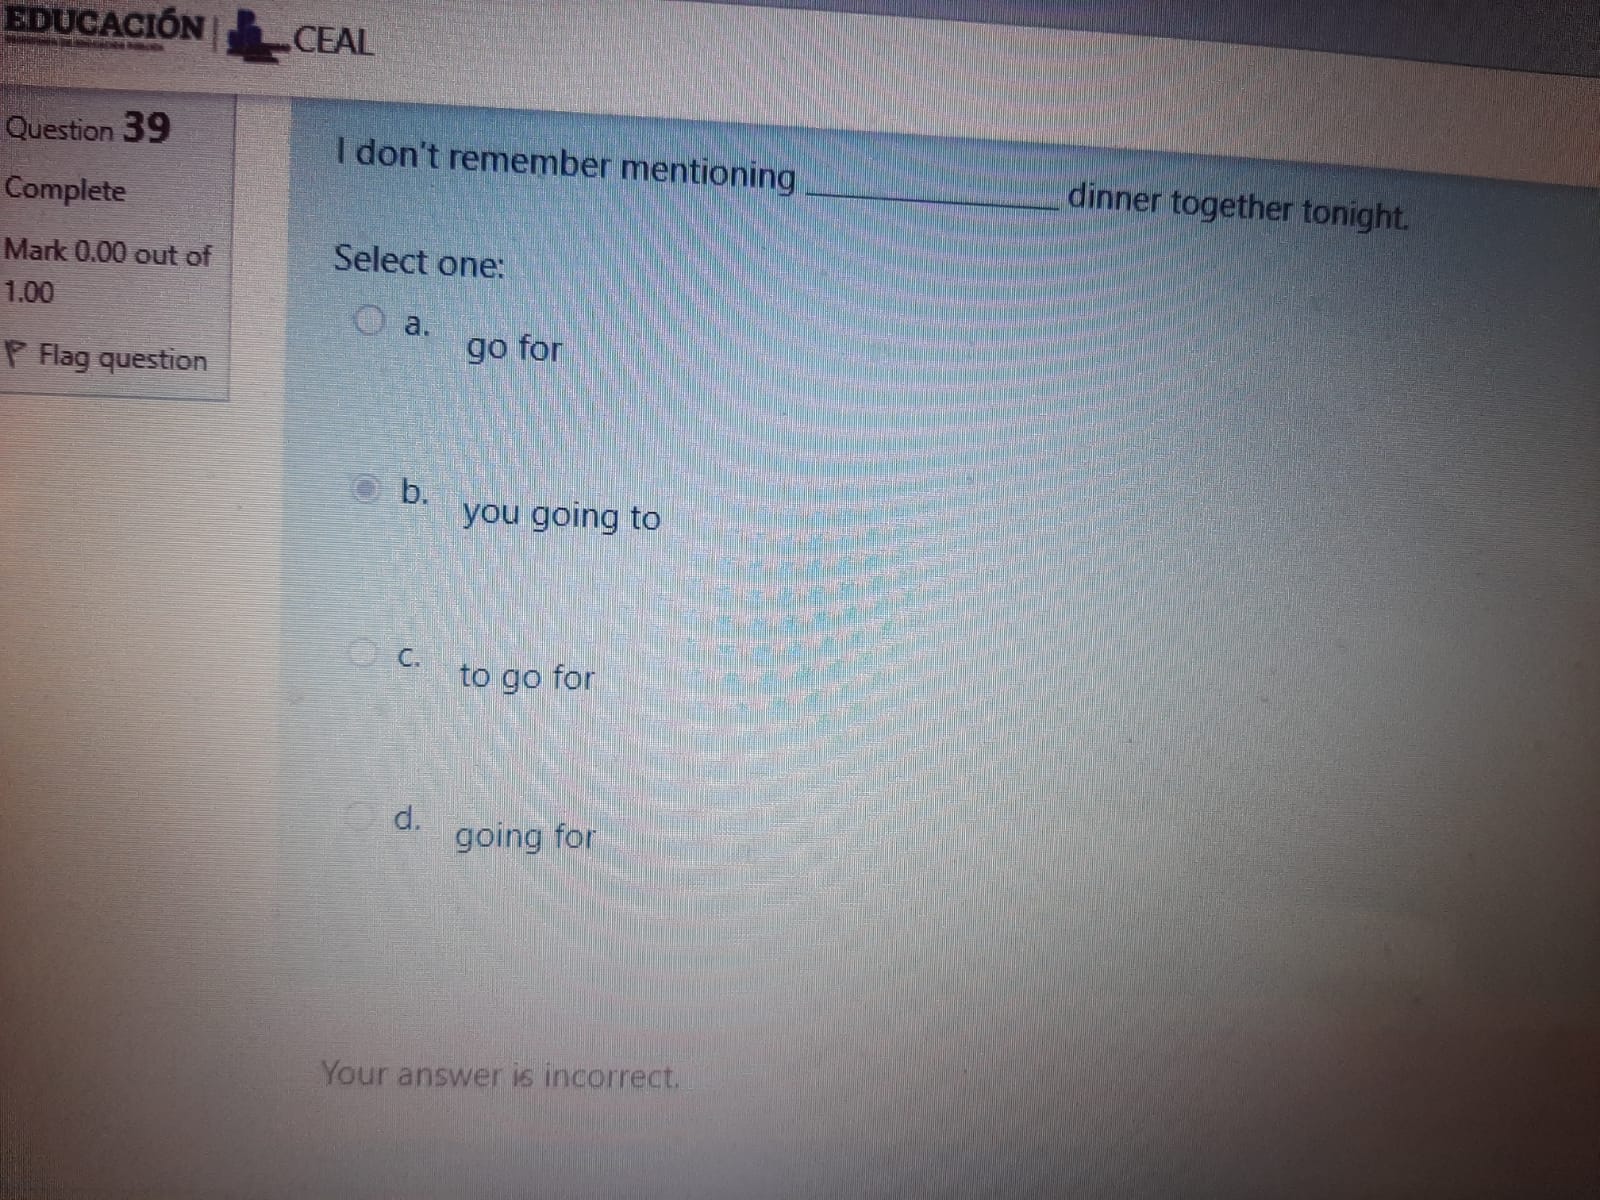 EDUCACIÓN
CEAL
Question 39
Complete
Mark 0.00 out of
1.00
Flag question
I don't remember mentioning ______________ dinner together tonight.
Select one:
a. go for
b. you going to
c. to go for
d. going for
Your answer is incorrect.